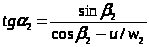 tgα₂ = sin β₂ / (cos β₂ − u / w₂)